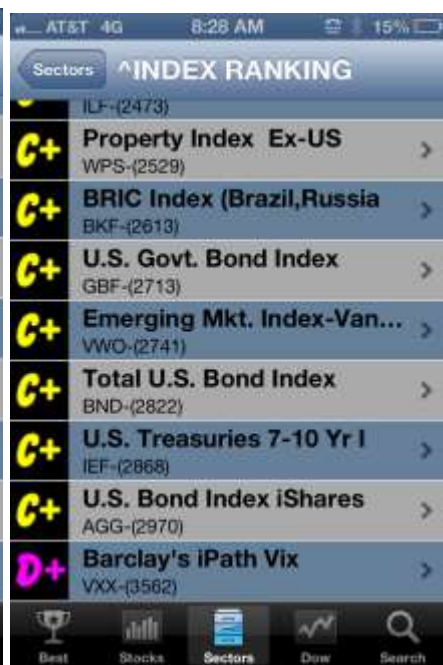 AT&T 4G 8:28 AM 15%
Sectors ^INDEX RANKING
ILF-(2473)
C+ Property Index Ex-US
WPS-(2529)
C+ BRIC Index (Brazil,Russia
BKF-(2613)
C+ U.S. Govt. Bond Index
GBF-(2713)
C+ Emerging Mkt. Index-Van...
VWO-(2741)
C+ Total U.S. Bond Index
BND-(2822)
C+ U.S. Treasuries 7-10 Yr I
IEF-(2868)
C+ U.S. Bond Index iShares
AGG-(2970)
D+ Barclay's iPath Vix
VXX-(3562)
Best Stocks Sectors Dow Search